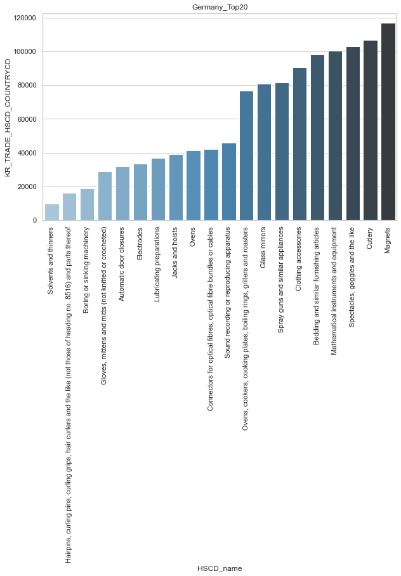 Germany_Top20
KR_TRADE_HSCD_COUNTRYCD
120000
100000
80000
60000
40000
20000
0
Solvents and thinners
Hairpins, curling pins, curling grips, hair curlers and the like (not those of heading no. 8516) and parts thereof
Boring or sinking machinery
Gloves, mittens and mitts (not knitted or crocheted)
Automatic door closures
Electrodes
Lubricating preparations
Jacks and hoists
Ovens
Connectors for optical fibres, optical fibre bundles or cables
Sound recording or reproducing apparatus
Ovens, cookers, cooking plates, boiling rings, grillers and roasters
Glass mirrors
Spray guns and similar appliances
Clothing accessories
Bedding and similar furnishing articles
Mathematical instruments and equipment
Spectacles, goggles and the like
Cutlery
Magnets
HSCD_name